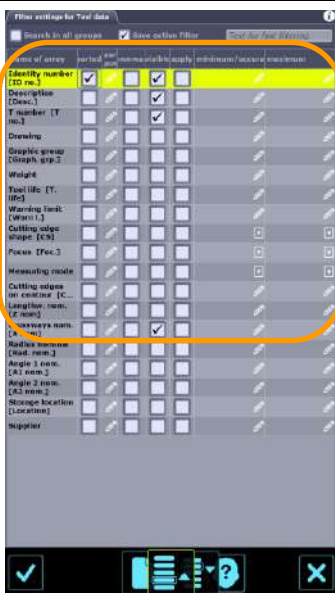 Filter settings for Tool data
Search in all groups
Save active filter
Text for fast filtering
Name of array sorted visible apply minimum/accura maximum
Identity number [ID no.]
Description [Desc.]
T number [T no.]
Drawing
Graphic group [Graph. grp.]
Weight
Tool life [T. life]
Warning limit [Warn l.]
Cutting edge shape [CS]
Focus [Foc.]
Measuring mode
Cutting edges on contour [C...
Lengthw. nom. [Z nom]
Crossways nom.
Radius nominal [Rad. nom.]
Angle 1 nom. [A1 nom.]
Angle 2 nom. [A2 nom.]
Storage location [Location]
Supplier
?